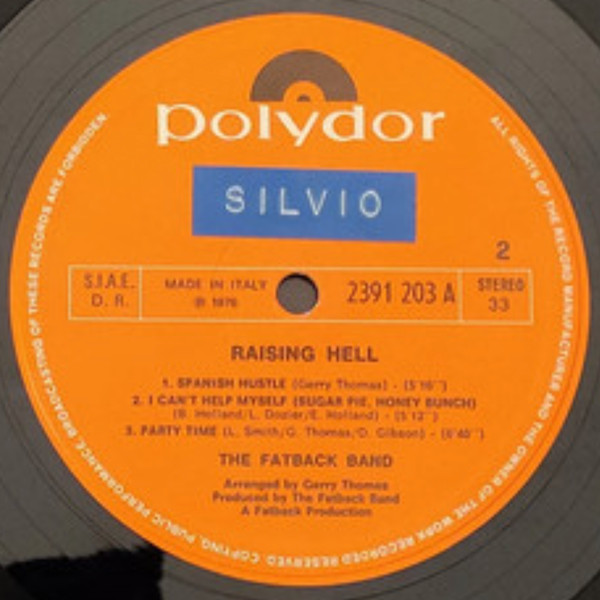 polydor
SILVIO
2
S.I.A.E.
D. R.
MADE IN ITALY
℗ 1976
2391 203 A
STEREO
33
RAISING HELL
1. SPANISH HUSTLE (Gerry Thomas) - (5'16'')
2. I CAN'T HELP MYSELF (SUGAR PIE, HONEY BUNCH)
(B. Holland/L. Dozier/E. Holland) - (5'12'')
3. PARTY TIME (L. Smith/G. Thomas/D. Gibson) - (6'40'')
THE FATBACK BAND
Arranged by Gerry Thomas
Produced by The Fatback Band
A Fatback Production
ALL RIGHTS OF THE RECORD MANUFACTURER AND THE OWNER OF THE WORK RECORDED RESERVED. COPYING, PUBLIC PERFORMANCE, BROADCASTING OF THESE RECORDS ARE FORBIDDEN